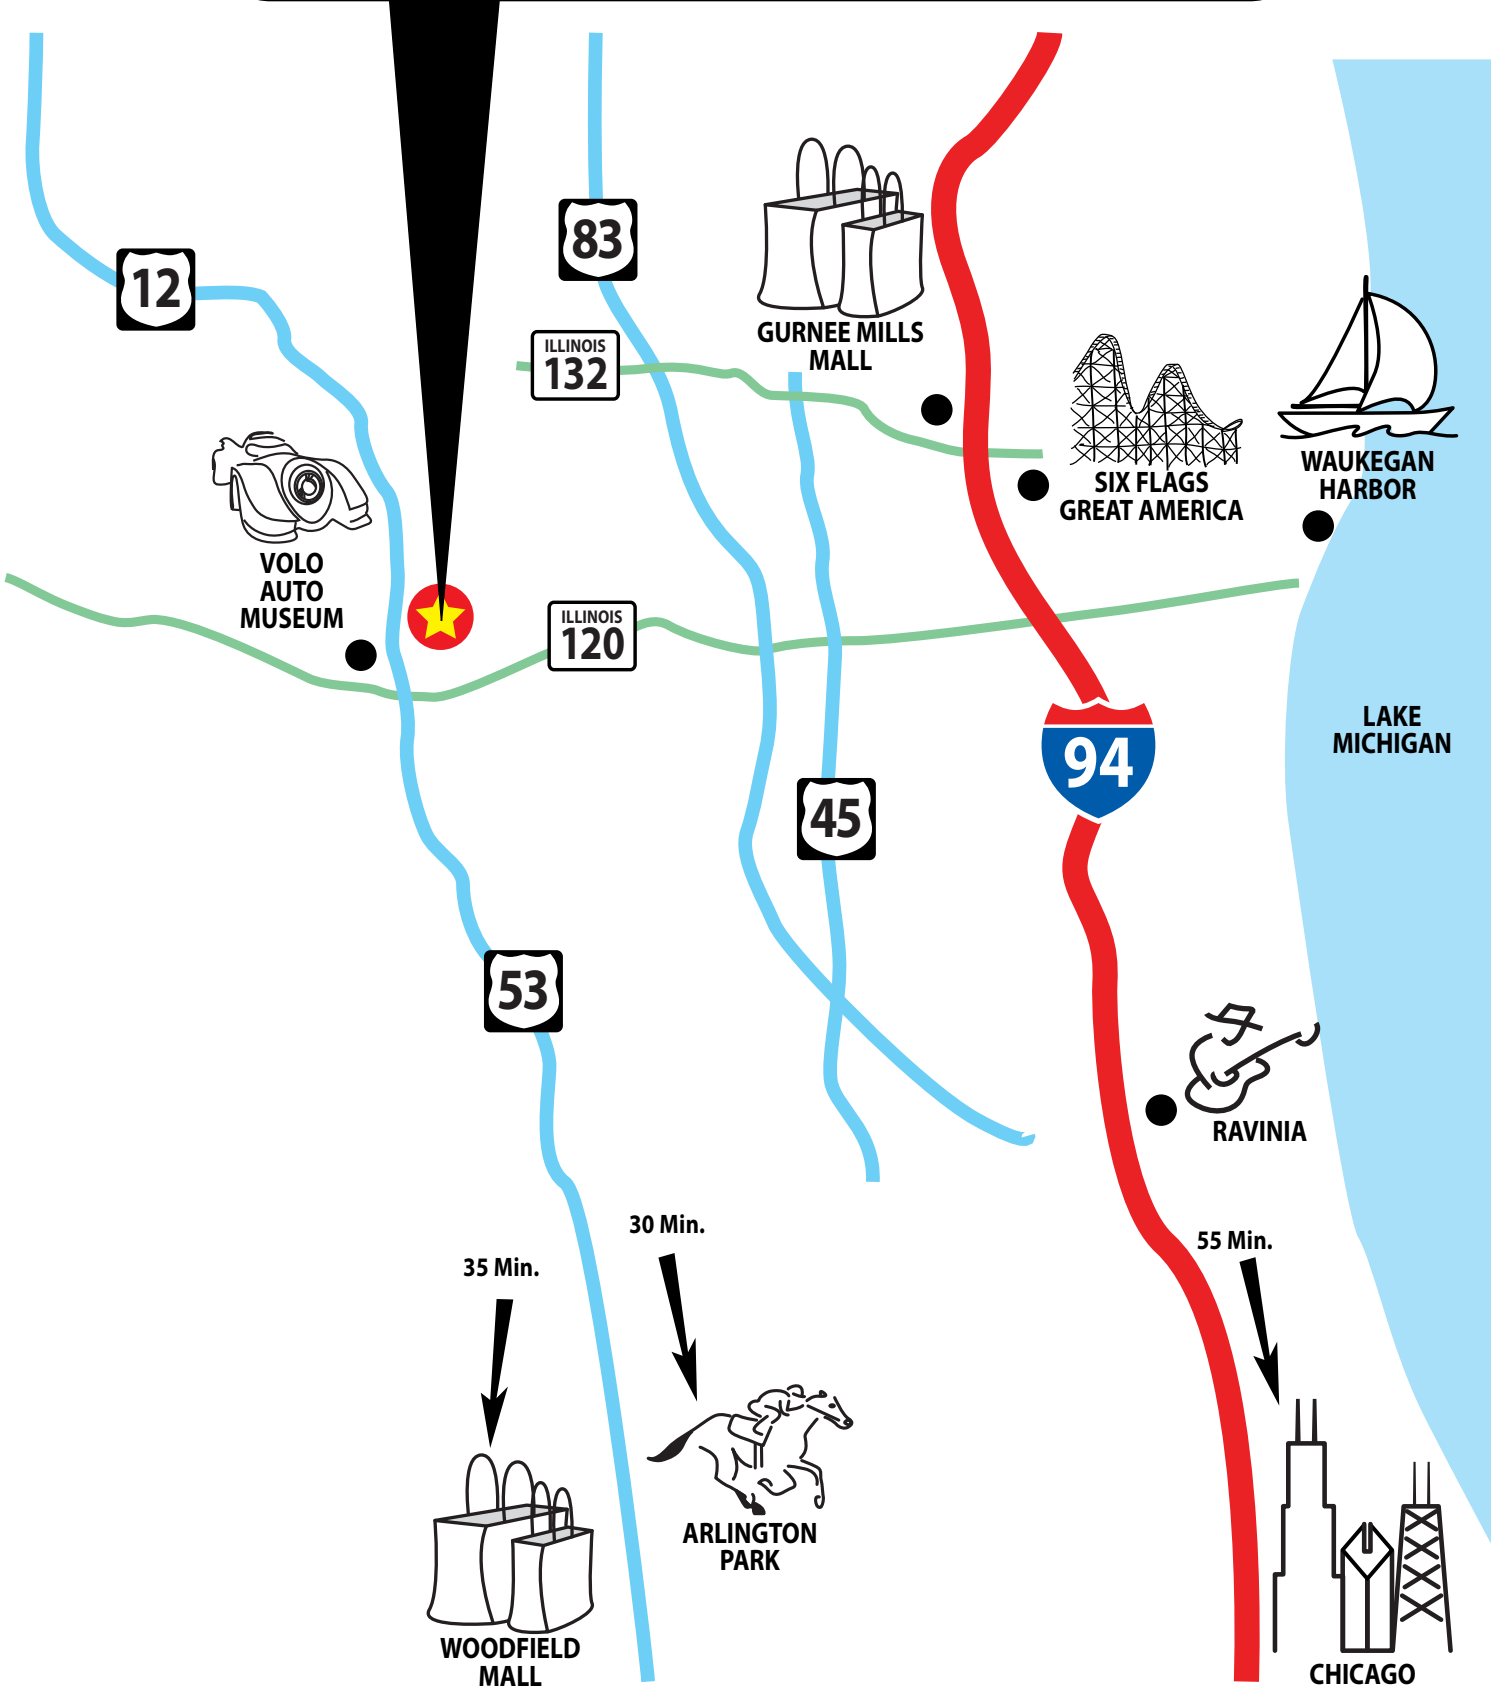 83
12
GURNEE MILLS
MALL
ILLINOIS
132
WAUKEGAN
HARBOR
SIX FLAGS
GREAT AMERICA
VOLO
AUTO
MUSEUM
ILLINOIS
120
LAKE
MICHIGAN
94
45
53
RAVINIA
30 Min.
55 Min.
35 Min.
ARLINGTON
PARK
WOODFIELD
MALL
CHICAGO